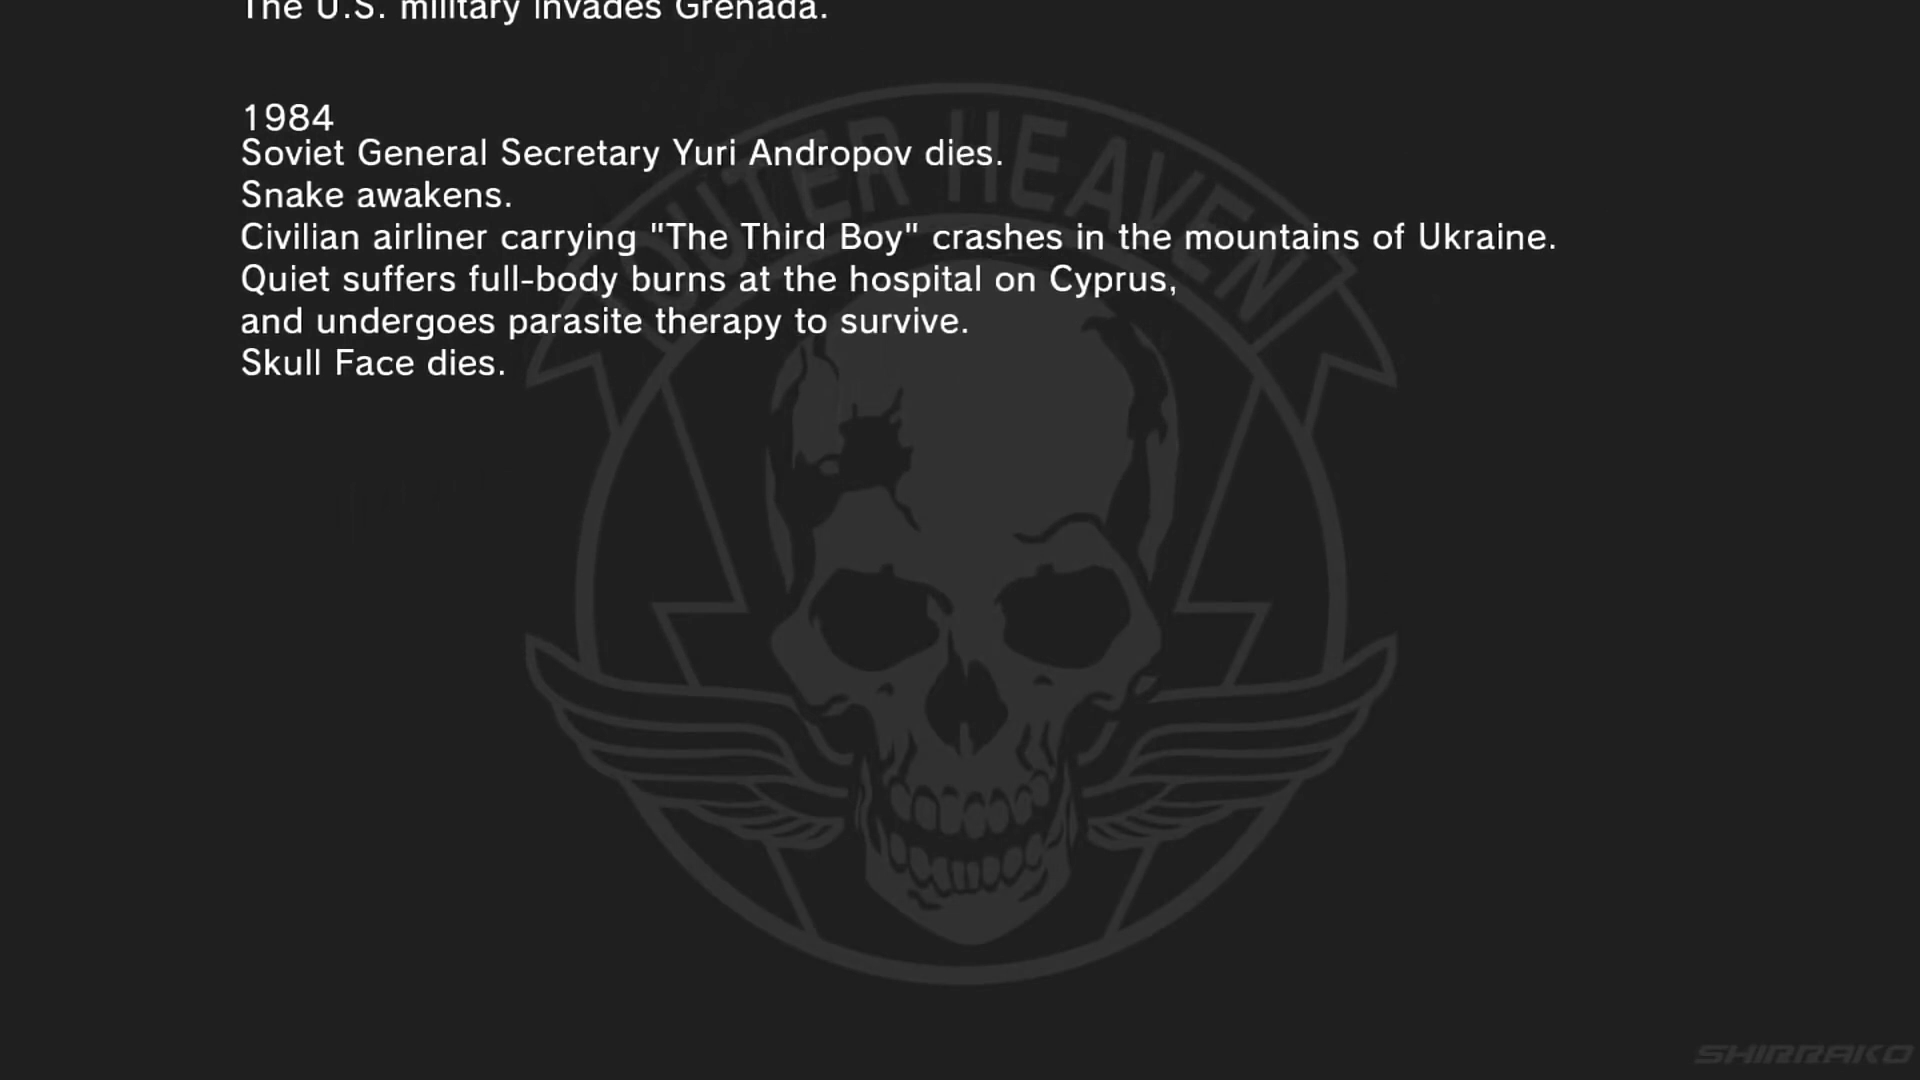 The U.S. military invades Grenada.
1984
Soviet General Secretary Yuri Andropov dies.
Snake awakens.
Civilian airliner carrying "The Third Boy" crashes in the mountains of Ukraine.
Quiet suffers full-body burns at the hospital on Cyprus,
and undergoes parasite therapy to survive.
Skull Face dies.
OUTER HEAVEN
SHIRRAKO